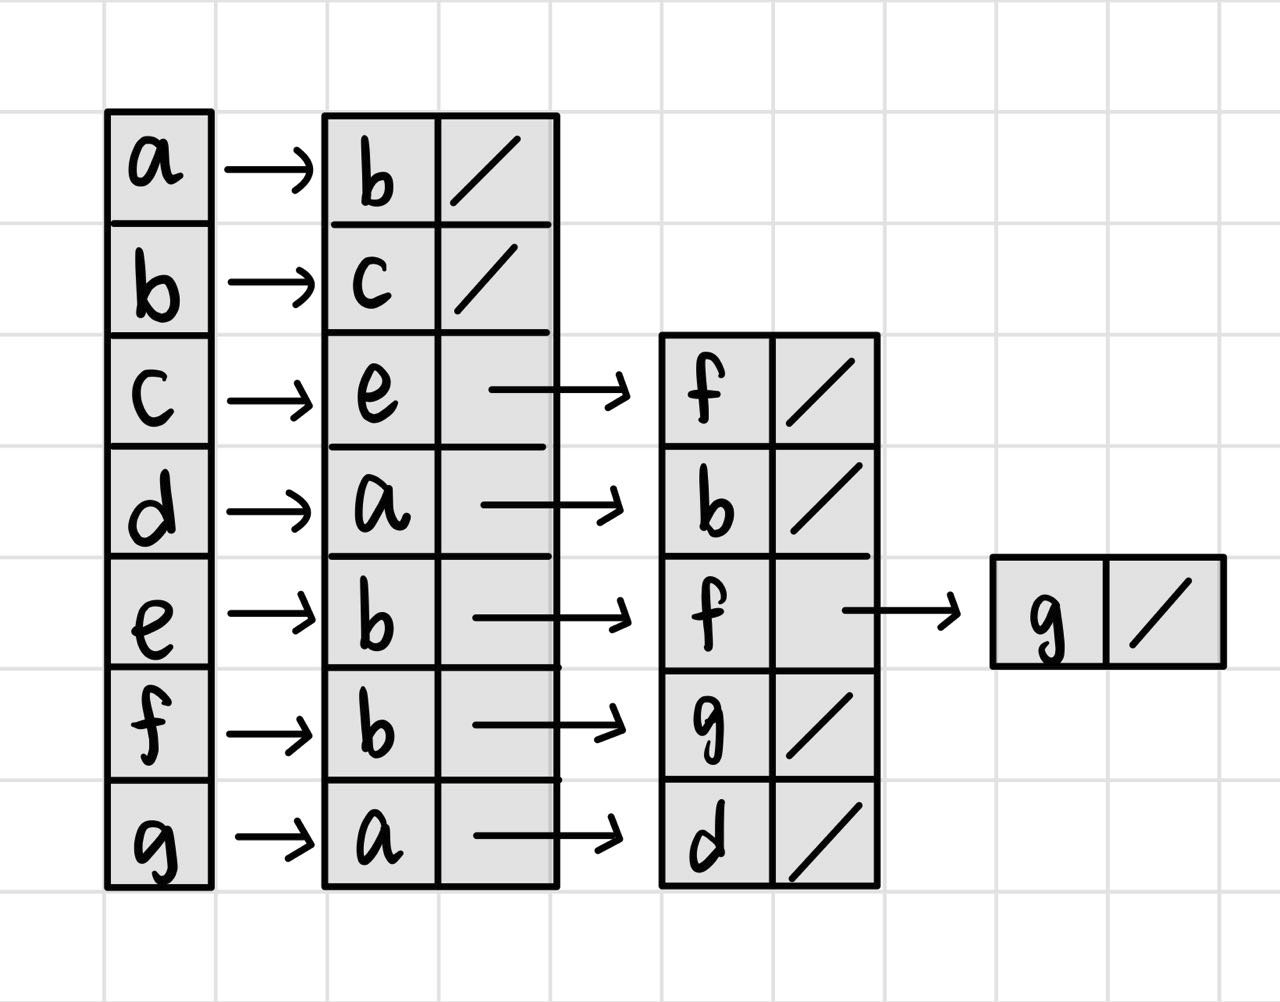 a → b /
b → c /
c → e → f /
d → a → b /
e → b → f → g /
f → b → g /
g → a → d /